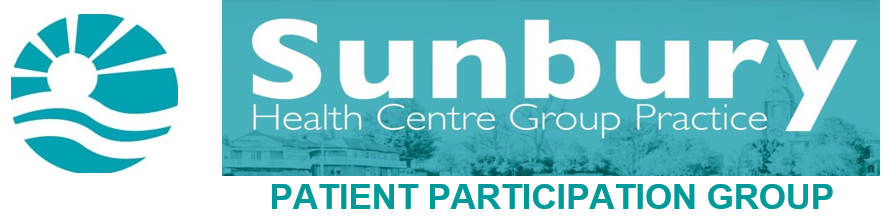 Sunbury
Health Centre Group Practice
PATIENT PARTICIPATION GROUP